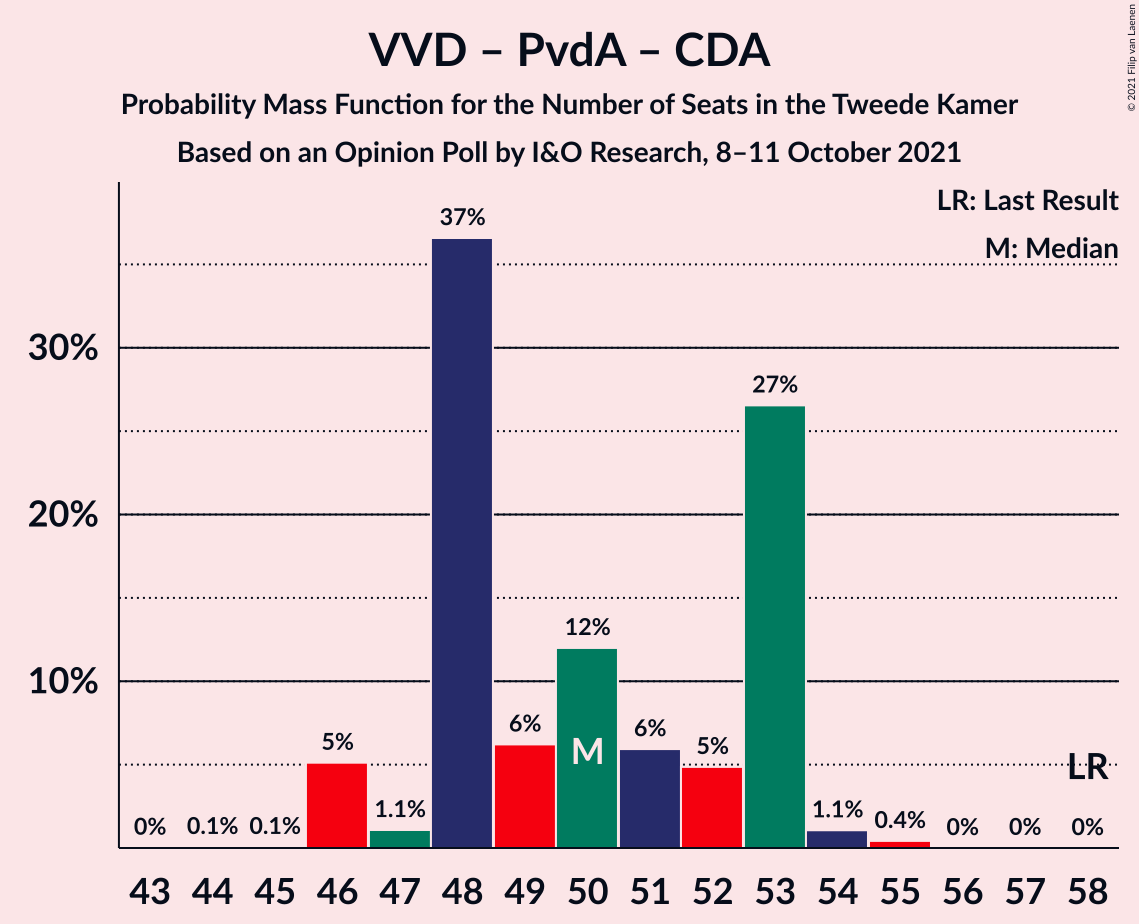 VVD – PvdA – CDA
Probability Mass Function for the Number of Seats in the Tweede Kamer
Based on an Opinion Poll by I&O Research, 8–11 October 2021
© 2021 Filip van Laenen
LR: Last Result
M: Median
30%
20%
10%
0%
0.1%
0.1%
5%
1.1%
37%
6%
12%
6%
5%
27%
1.1%
0.4%
0%
0%
0%
M
LR
43 44 45 46 47 48 49 50 51 52 53 54 55 56 57 58